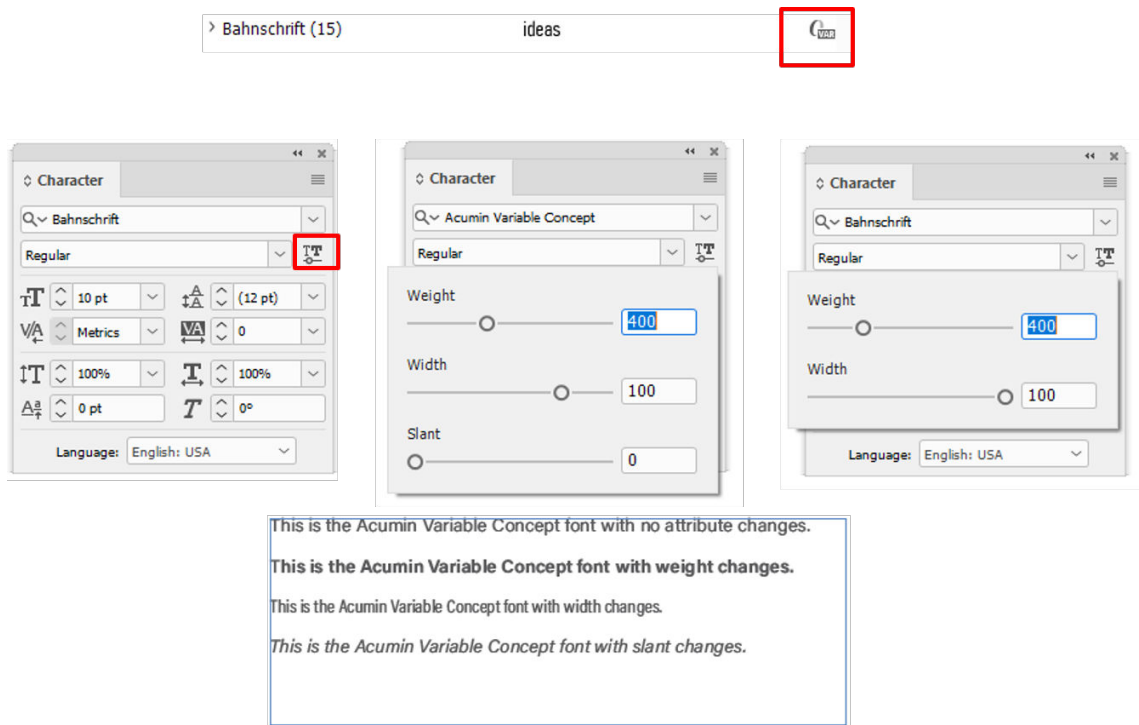 Bahnschrift (15) ideas VAR
Character
Bahnschrift
Regular
10 pt (12 pt)
Metrics 0
100% 100%
0 pt 0°
Language: English: USA
Character
Acumin Variable Concept
Regular
Weight
400
Width
100
Slant
0
Character
Bahnschrift
Regular
Weight
400
Width
100
Language: English: USA
This is the Acumin Variable Concept font with no attribute changes.
This is the Acumin Variable Concept font with weight changes.
This is the Acumin Variable Concept font with width changes.
This is the Acumin Variable Concept font with slant changes.